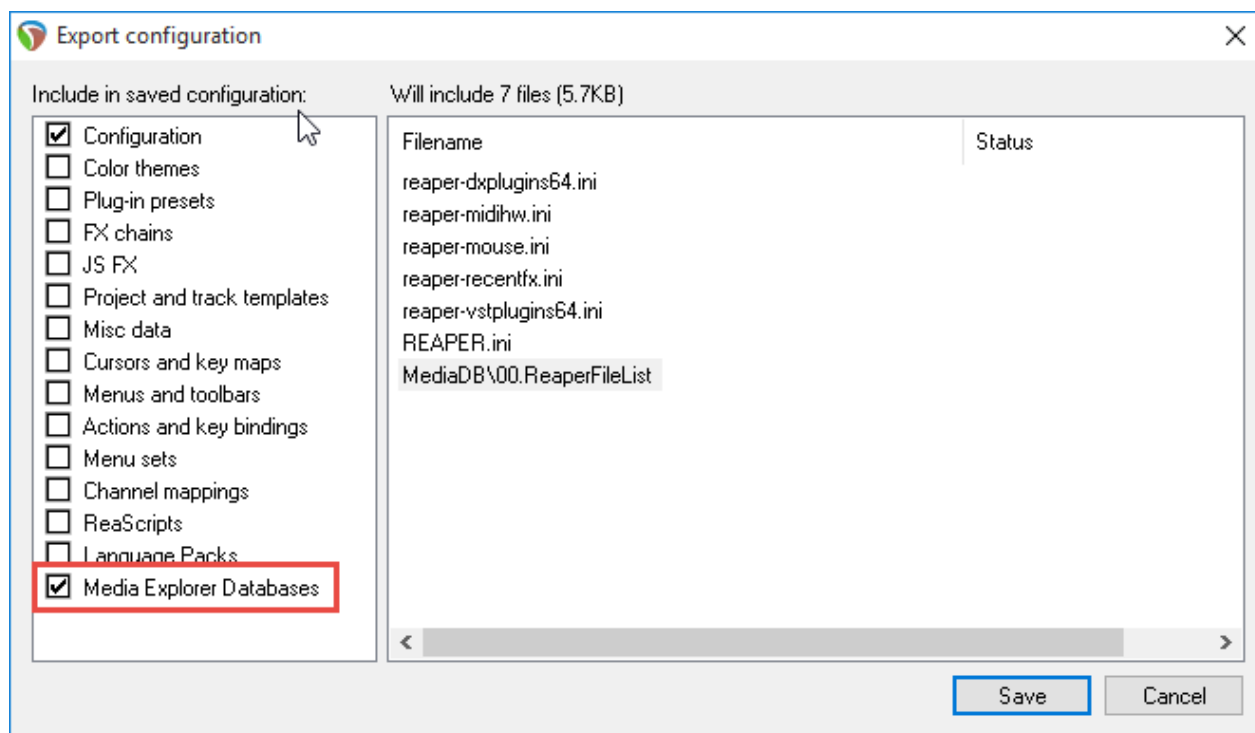 Export configuration
Include in saved configuration:
Will include 7 files (5.7KB)
Configuration
Color themes
Plug-in presets
FX chains
JS FX
Project and track templates
Misc data
Cursors and key maps
Menus and toolbars
Actions and key bindings
Menu sets
Channel mappings
ReaScripts
Language Packs
Media Explorer Databases
Filename
Status
reaper-dxplugins64.ini
reaper-midihw.ini
reaper-mouse.ini
reaper-recentfx.ini
reaper-vstplugins64.ini
REAPER.ini
MediaDB\00.ReaperFileList
Save
Cancel